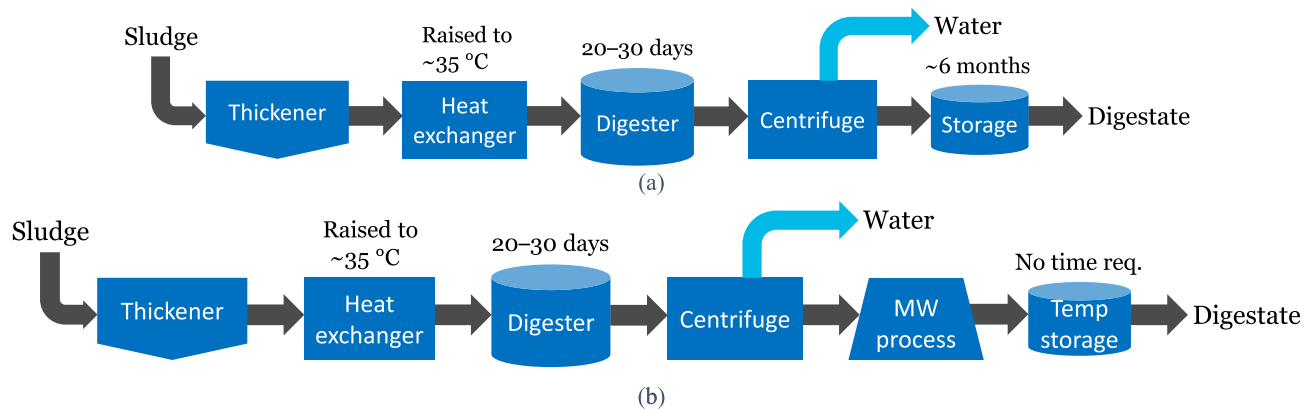 Sludge
Thickener
Raised to
~35 °C
Heat
exchanger
20–30 days
Digester
Centrifuge
Water
~6 months
Storage
Digestate
(a)
Sludge
Thickener
Raised to
~35 °C
Heat
exchanger
20–30 days
Digester
Centrifuge
Water
MW
process
No time req.
Temp
storage
Digestate
(b)